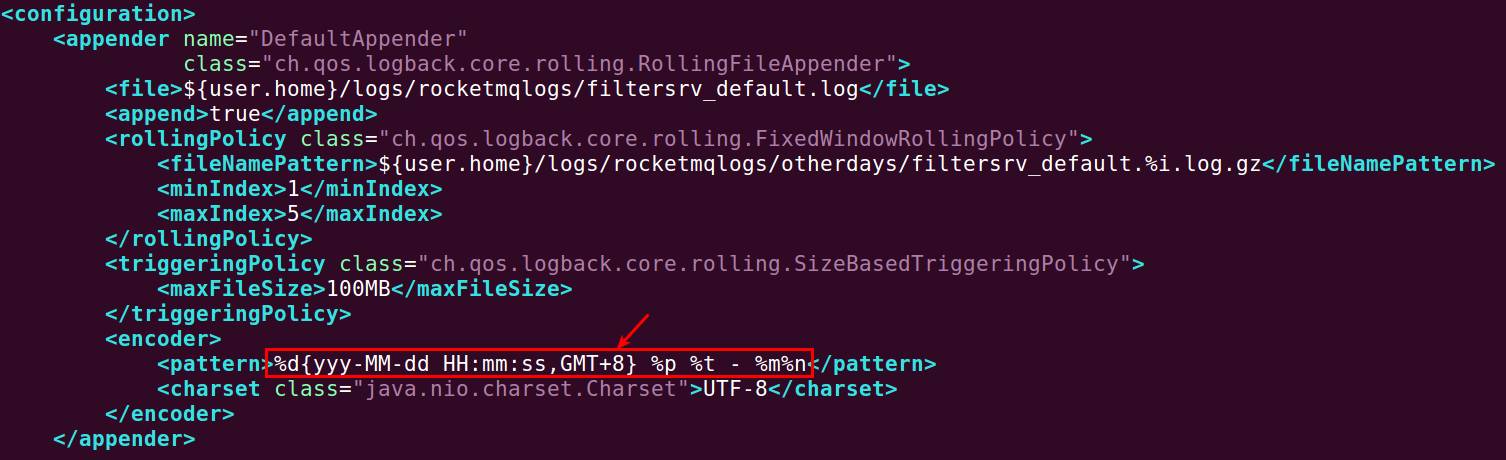 <configuration>
    <appender name="DefaultAppender"
              class="ch.qos.logback.core.rolling.RollingFileAppender">
        <file>${user.home}/logs/rocketmqlogs/filtersrv_default.log</file>
        <append>true</append>
        <rollingPolicy class="ch.qos.logback.core.rolling.FixedWindowRollingPolicy">
            <fileNamePattern>${user.home}/logs/rocketmqlogs/otherdays/filtersrv_default.%i.log.gz</fileNamePattern>
            <minIndex>1</minIndex>
            <maxIndex>5</maxIndex>
        </rollingPolicy>
        <triggeringPolicy class="ch.qos.logback.core.rolling.SizeBasedTriggeringPolicy">
            <maxFileSize>100MB</maxFileSize>
        </triggeringPolicy>
        <encoder>
            <pattern>%d{yyy-MM-dd HH:mm:ss,GMT+8} %p %t - %m%n</pattern>
            <charset class="java.nio.charset.Charset">UTF-8</charset>
        </encoder>
    </appender>